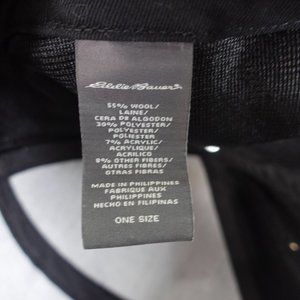 Eddie Bauer
55% WOOL/
LAINE/
CERA DE ALGODON
30% POLYESTER/
POLYESTER/
POLIESTER
7% ACRYLIC/
ACRYLIQUE/
ACRILICO
8% OTHER FIBERS/
AUTRES FIBRES/
OTRAS FIBRAS
MADE IN PHILIPPINES
FABRIQUE AUX
PHILIPPINES
HECHO EN FILIPINAS
ONE SIZE